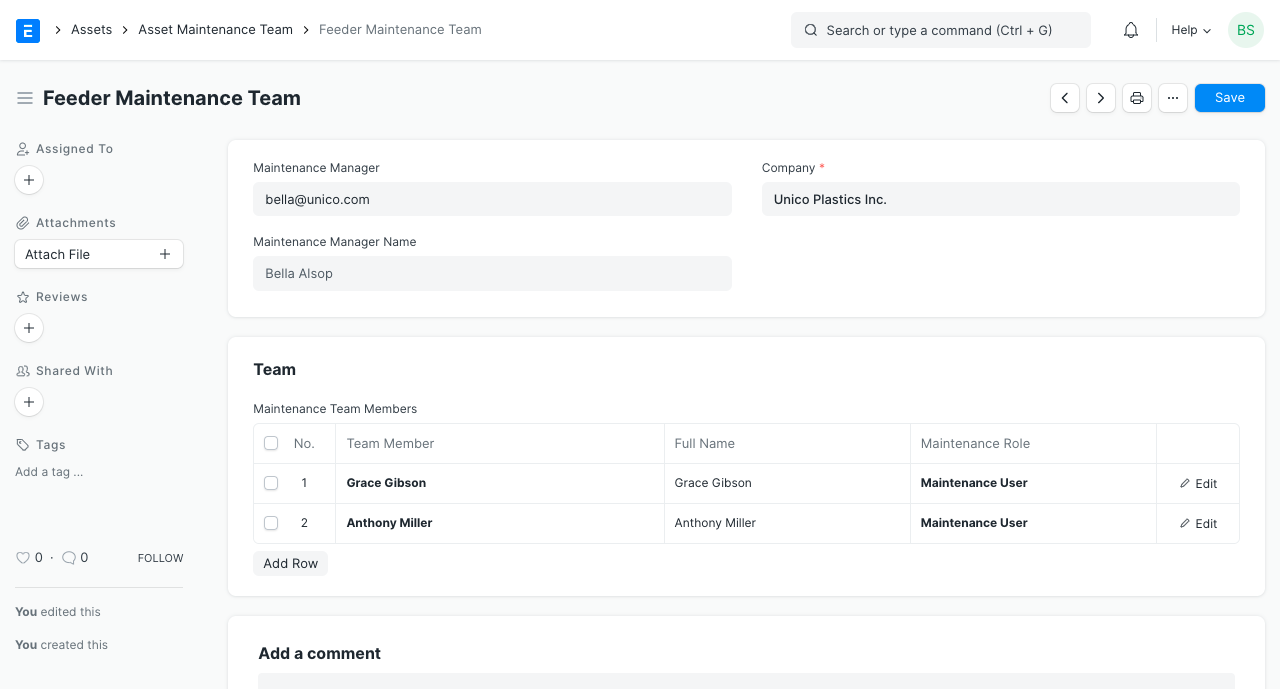 Assets
Asset Maintenance Team
Feeder Maintenance Team
Search or type a command (Ctrl + G)
Help
BS
Feeder Maintenance Team
Save
Assigned To
Attachments
Attach File
Reviews
Shared With
Tags
Add a tag ...
0 · 0 FOLLOW
You edited this
You created this
Maintenance Manager
bella@unico.com
Company *
Unico Plastics Inc.
Maintenance Manager Name
Bella Alsop
Team
Maintenance Team Members
No. Team Member Full Name Maintenance Role
1 Grace Gibson Grace Gibson Maintenance User Edit
2 Anthony Miller Anthony Miller Maintenance User Edit
Add Row
Add a comment